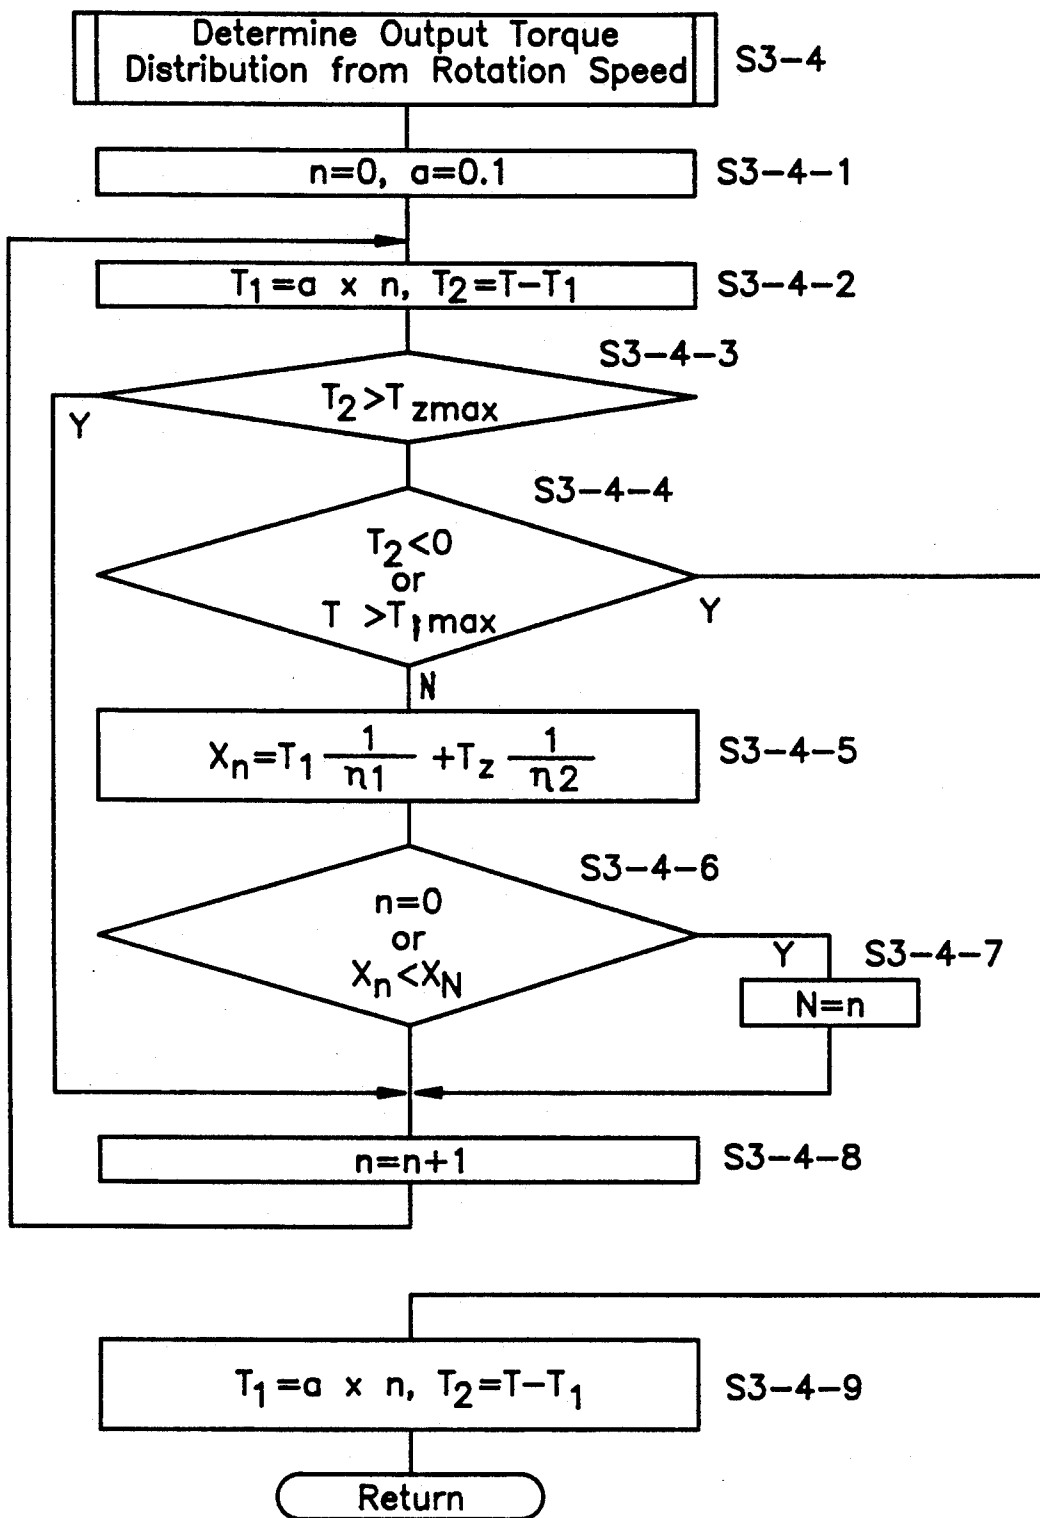 Determine Output Torque
Distribution from Rotation Speed
S3-4
n=0, a=0.1
S3-4-1
T1=a x n, T2=T-T1
S3-4-2
S3-4-3
T2>Tzmax
Y
S3-4-4
T2<0
or
T >T1max
Y
N
Xn=T1 1/η1 +Tz 1/η2
S3-4-5
S3-4-6
n=0
or
Xn<XN
Y
S3-4-7
N=n
n=n+1
S3-4-8
T1=a x n, T2=T-T1
S3-4-9
Return